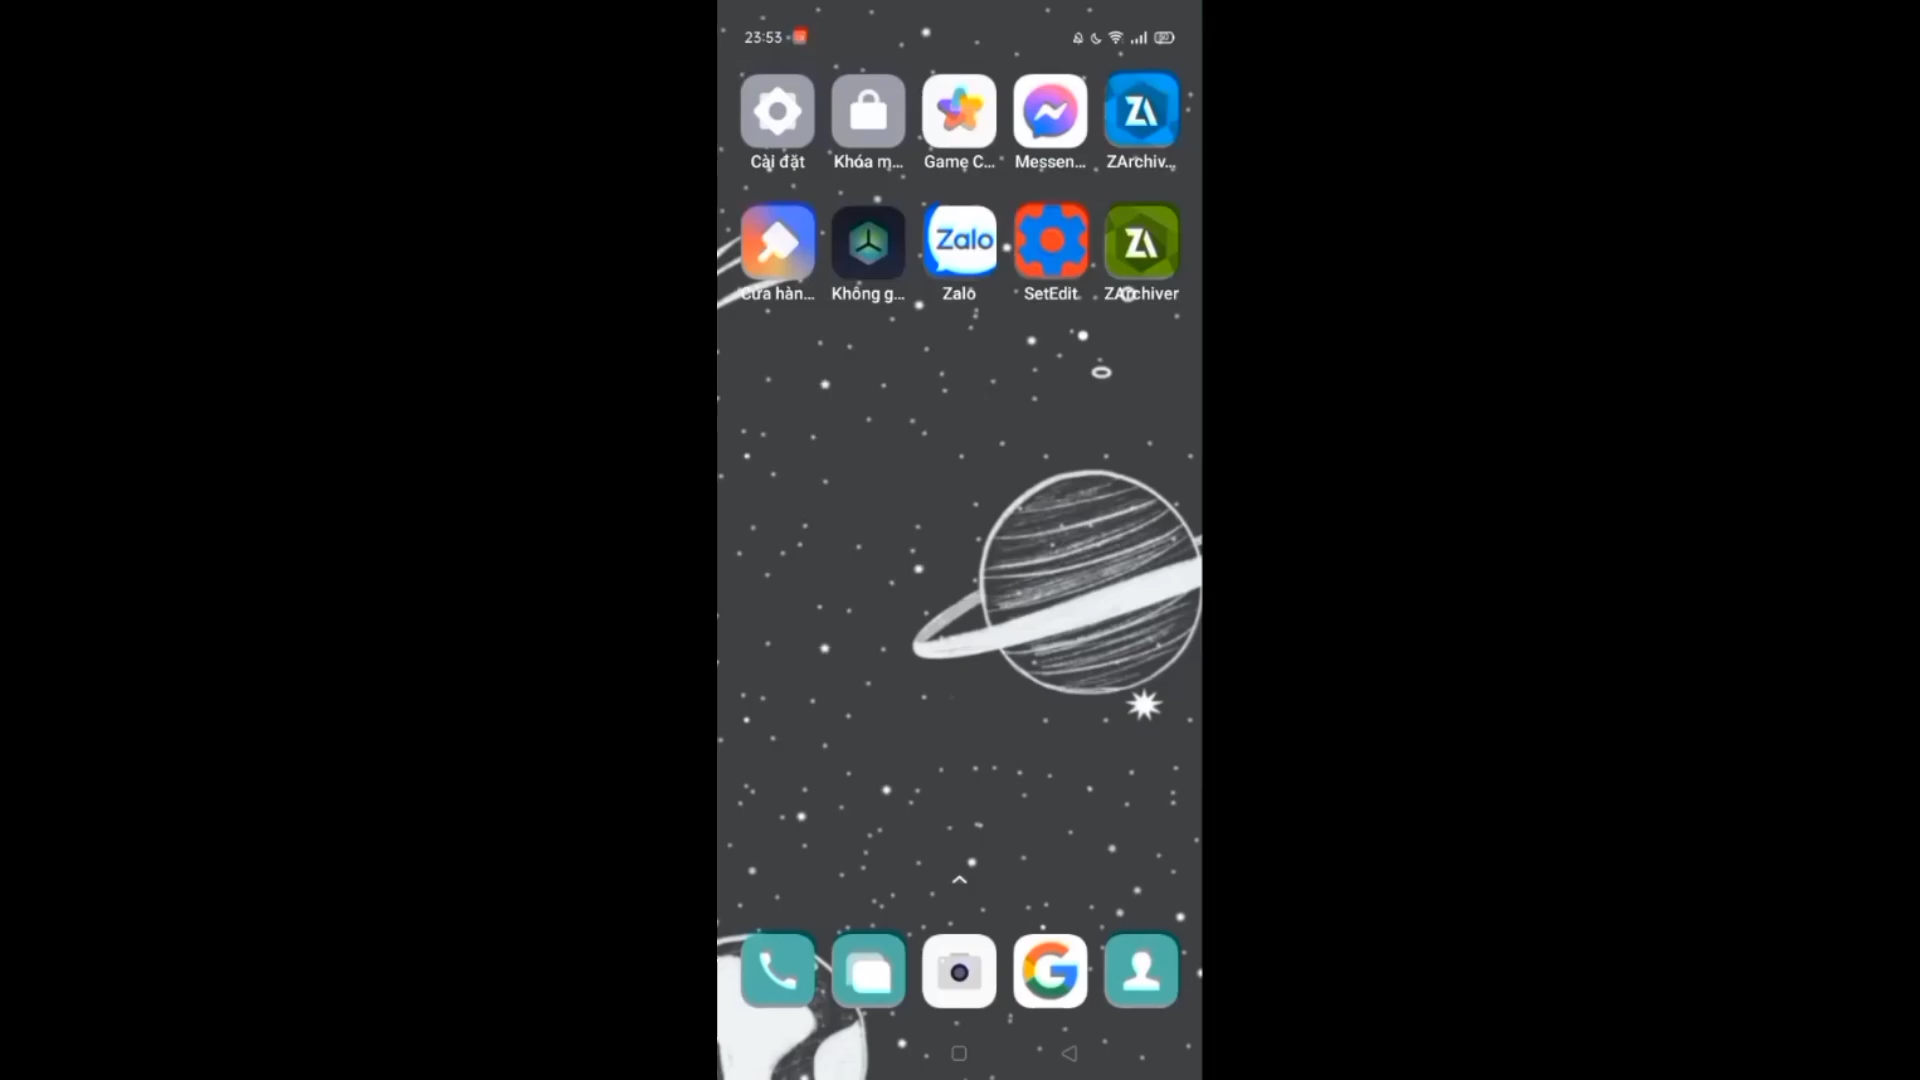 23:53
Cài đặt
Khóa m...
Game C...
Messen...
ZArchiv...
Zalo
Cửa hàn...
Không g...
Zalo
SetEdit
ZArchiver